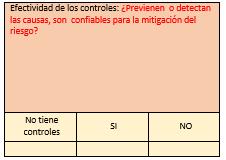 Efectividad de los controles: ¿Previenen o detectan
las causas, son confiables para la mitigación del
riesgo?
No tiene
controles
SI
NO